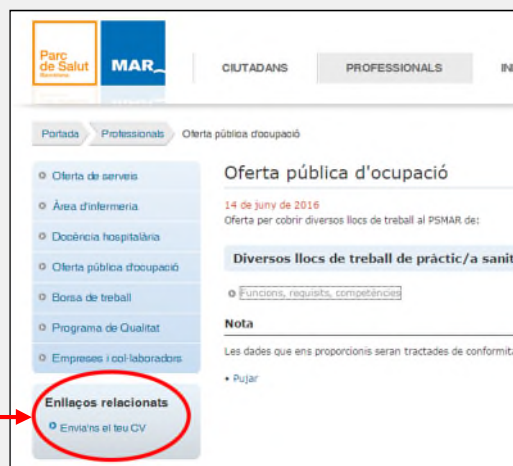 Parc
de Salut
Barcelona
MAR
CIUTADANS
PROFESSIONALS
Portada
Professionals
Oferta pública d'ocupació
Oferta de serveis
Àrea d'infermeria
Docència hospitalària
Oferta pública d'ocupació
Borsa de treball
Programa de Qualitat
Empreses i col·laboradors
Enllaços relacionats
Envia'ns el teu CV
Oferta pública d'ocupació
14 de juny de 2016
Oferta per cobrir diversos llocs de treball al PSMAR de:
Diversos llocs de treball de pràctic/a sanit
Funcions, requisits, competències
Nota
Les dades que ens proporcionis seran tractades de conformita
• Pujar